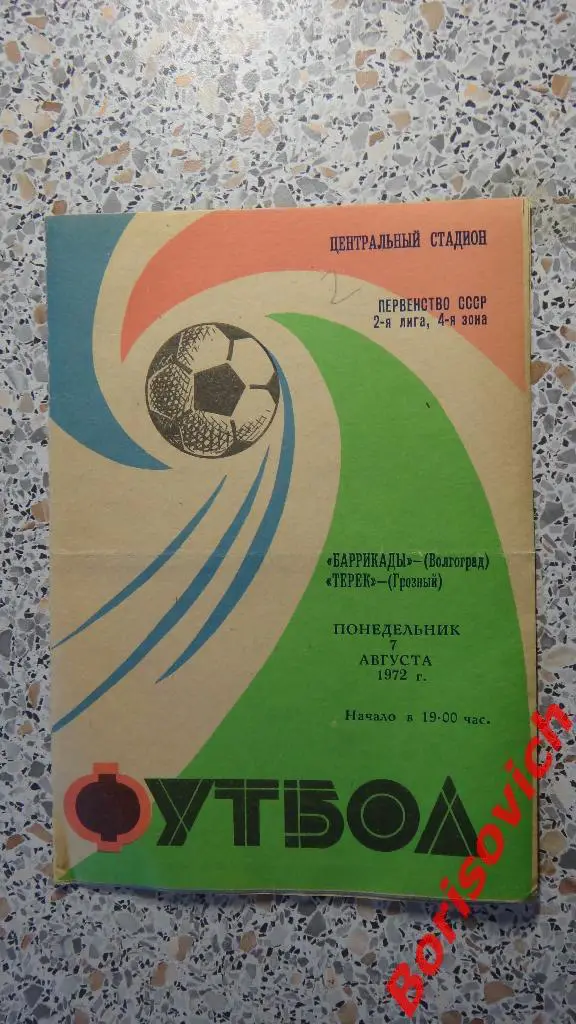 ЦЕНТРАЛЬНЫЙ СТАДИОН
2
ПЕРВЕНСТВО СССР
2-я лига, 4-я зона
«БАРРИКАДЫ»—(Волгоград)
«ТЕРЕК»—(Грозный)
ПОНЕДЕЛЬНИК
7
АВГУСТА
1972 г.
Начало в 19-00 час.
ФУТБОЛ
Borisovich